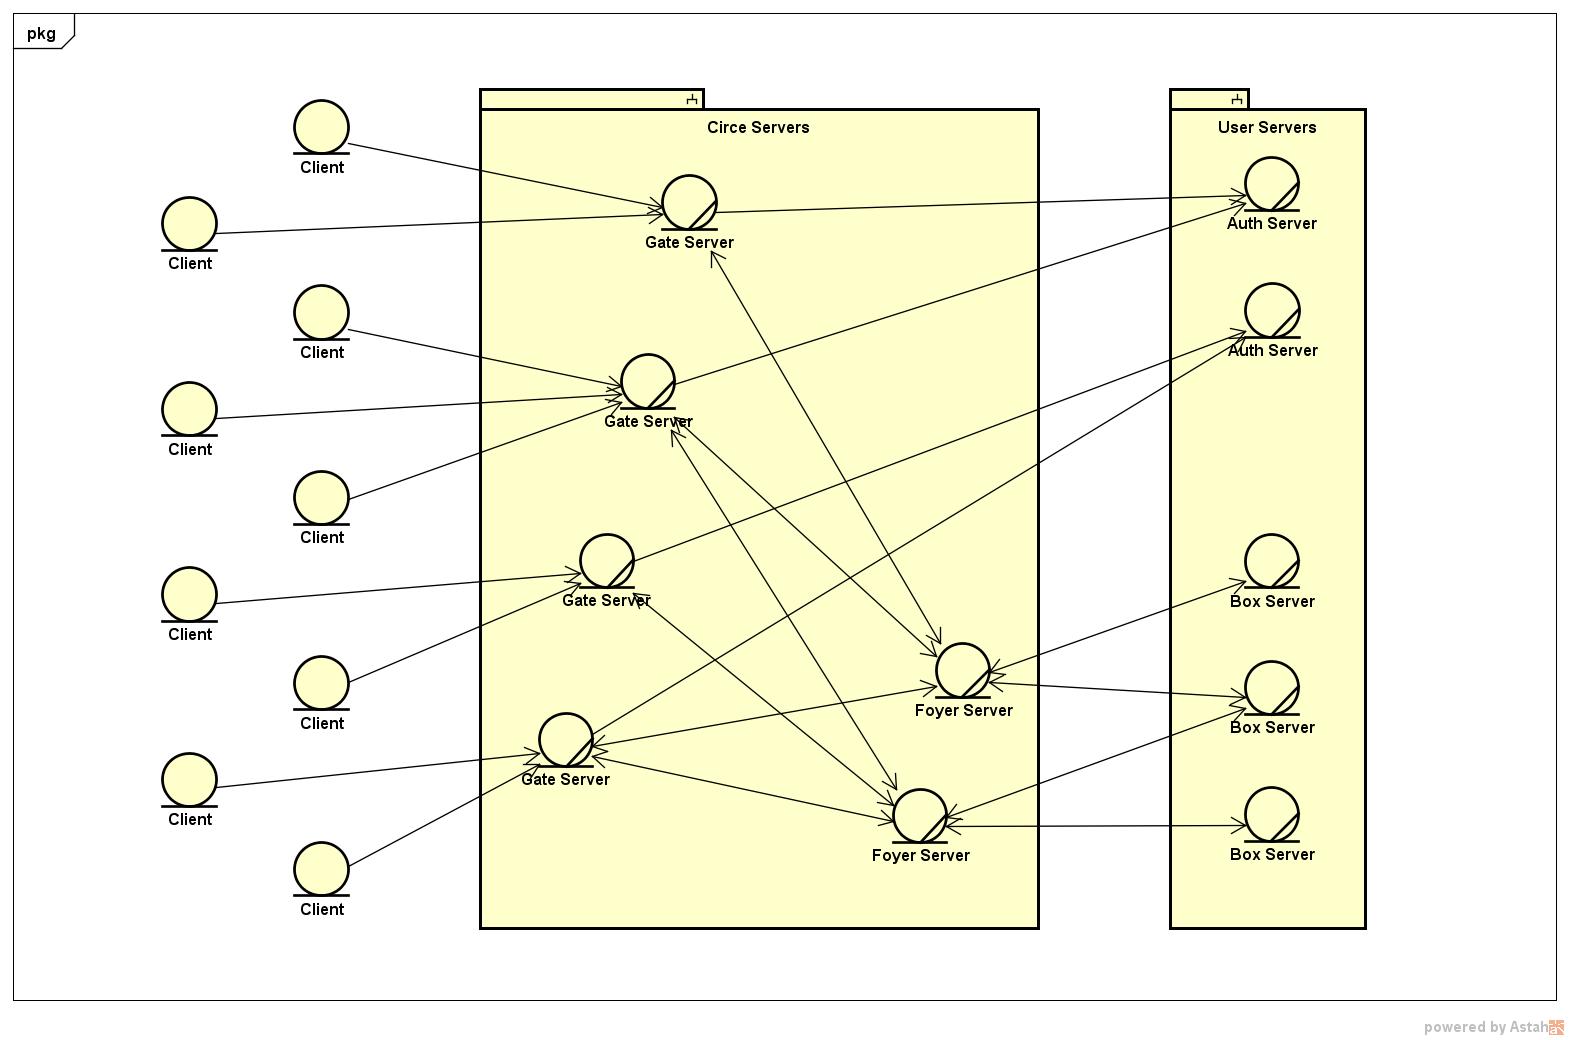 pkg
Circe Servers
User Servers
Client
Auth Server
Gate Server
Client
Client
Auth Server
Gate Server
Client
Client
Gate Server
Box Server
Client
Foyer Server
Client
Box Server
Gate Server
Client
Foyer Server
Box Server
Client
powered by Astah